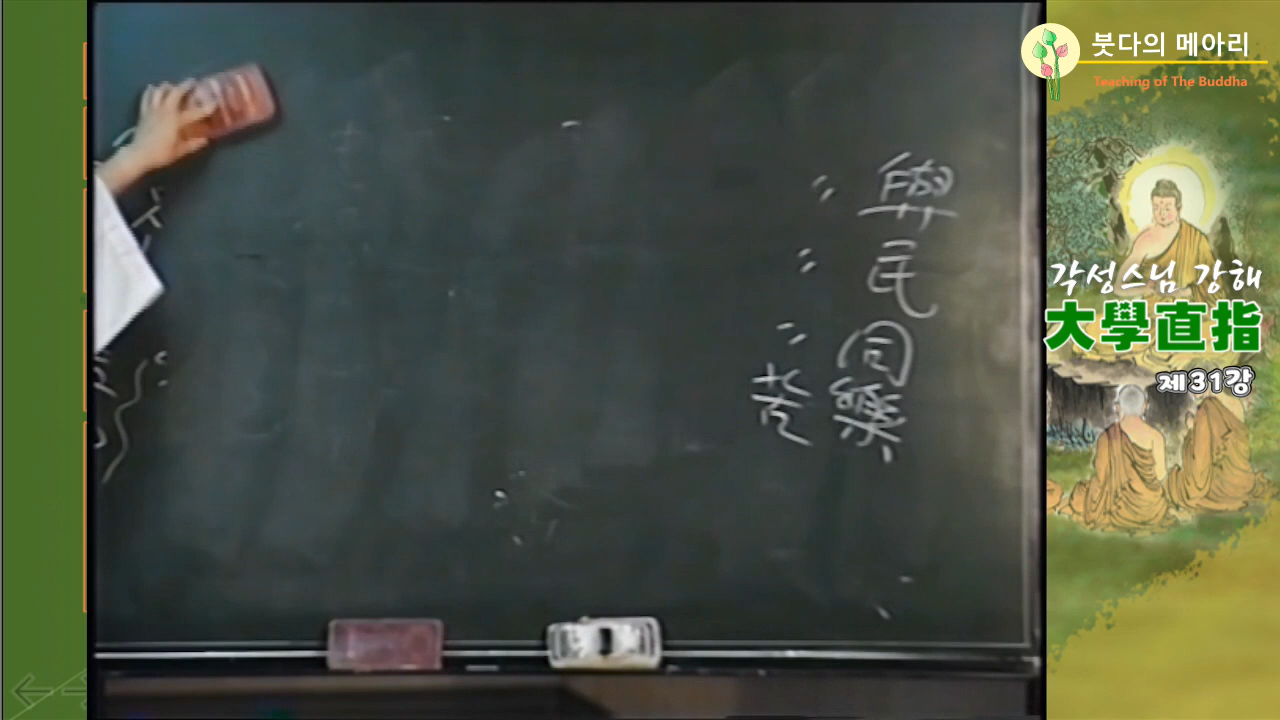 붓다의 메아리
Teaching of The Buddha
각성스님 강해
大學直指
제31강
與民同樂
〃〃〃苦